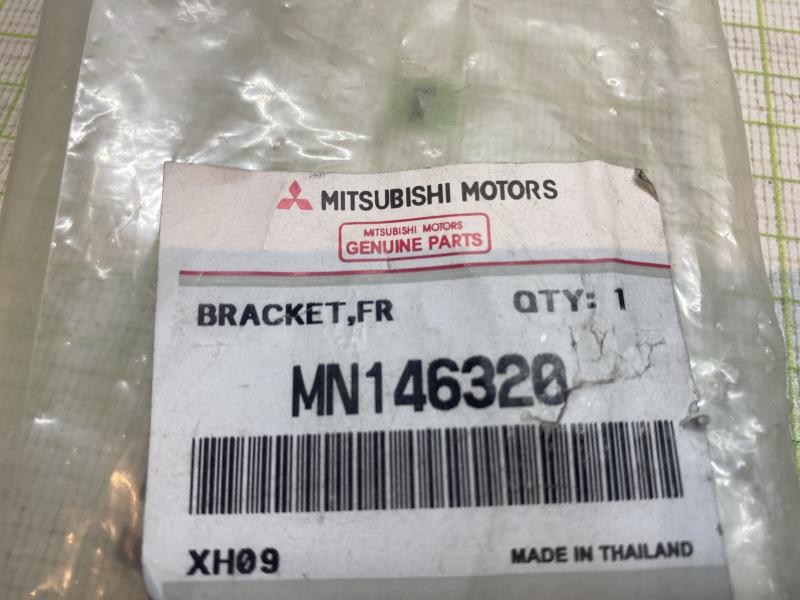 MITSUBISHI MOTORS
MITSUBISHI MOTORS
GENUINE PARTS
BRACKET,FR QTY: 1
MN146320
XH09 MADE IN THAILAND